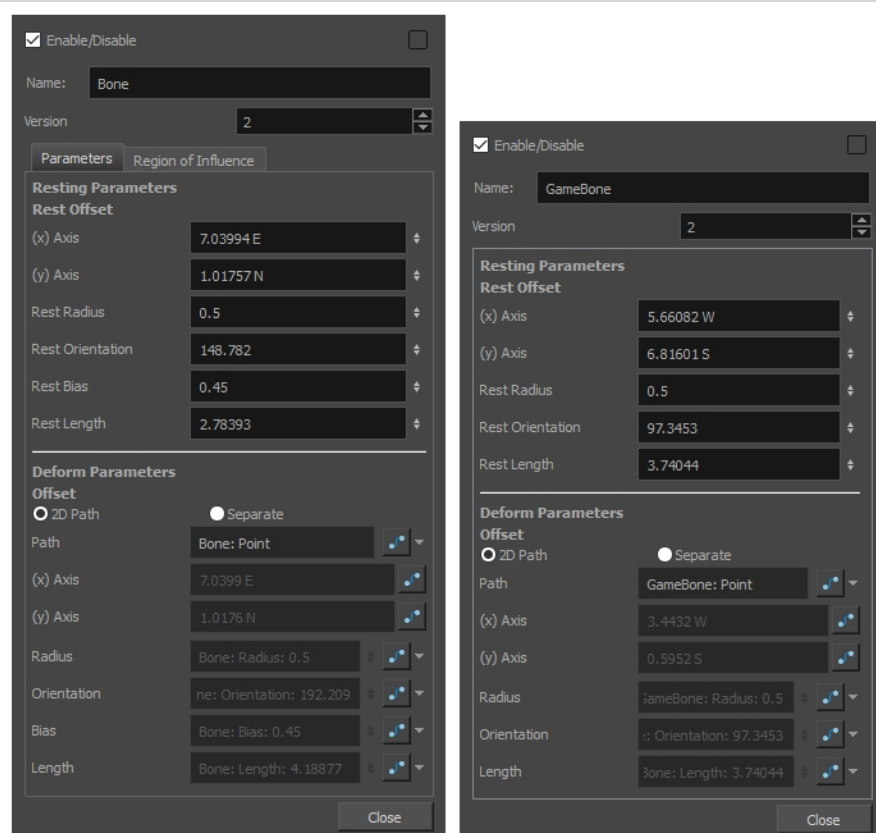 Enable/Disable
Name: Bone
Version 2
Parameters Region of Influence
Resting Parameters
Rest Offset
(x) Axis 7.03994 E
(y) Axis 1.01757 N
Rest Radius 0.5
Rest Orientation 148.782
Rest Bias 0.45
Rest Length 2.78393
Deform Parameters
Offset
2D Path Separate
Path Bone: Point
(x) Axis 7.0399 E
(y) Axis 1.0176 N
Radius Bone: Radius: 0.5
Orientation ne: Orientation: 192.209
Bias Bone: Bias: 0.45
Length Bone: Length: 4.18877
Close
Enable/Disable
Name: GameBone
Version 2
Resting Parameters
Rest Offset
(x) Axis 5.66082 W
(y) Axis 6.81601 S
Rest Radius 0.5
Rest Orientation 97.3453
Rest Length 3.74044
Deform Parameters
Offset
2D Path Separate
Path GameBone: Point
(x) Axis 3.4432 W
(y) Axis 0.5952 S
Radius GameBone: Radius: 0.5
Orientation : Orientation: 97.3453
Length Bone: Length: 3.74044
Close